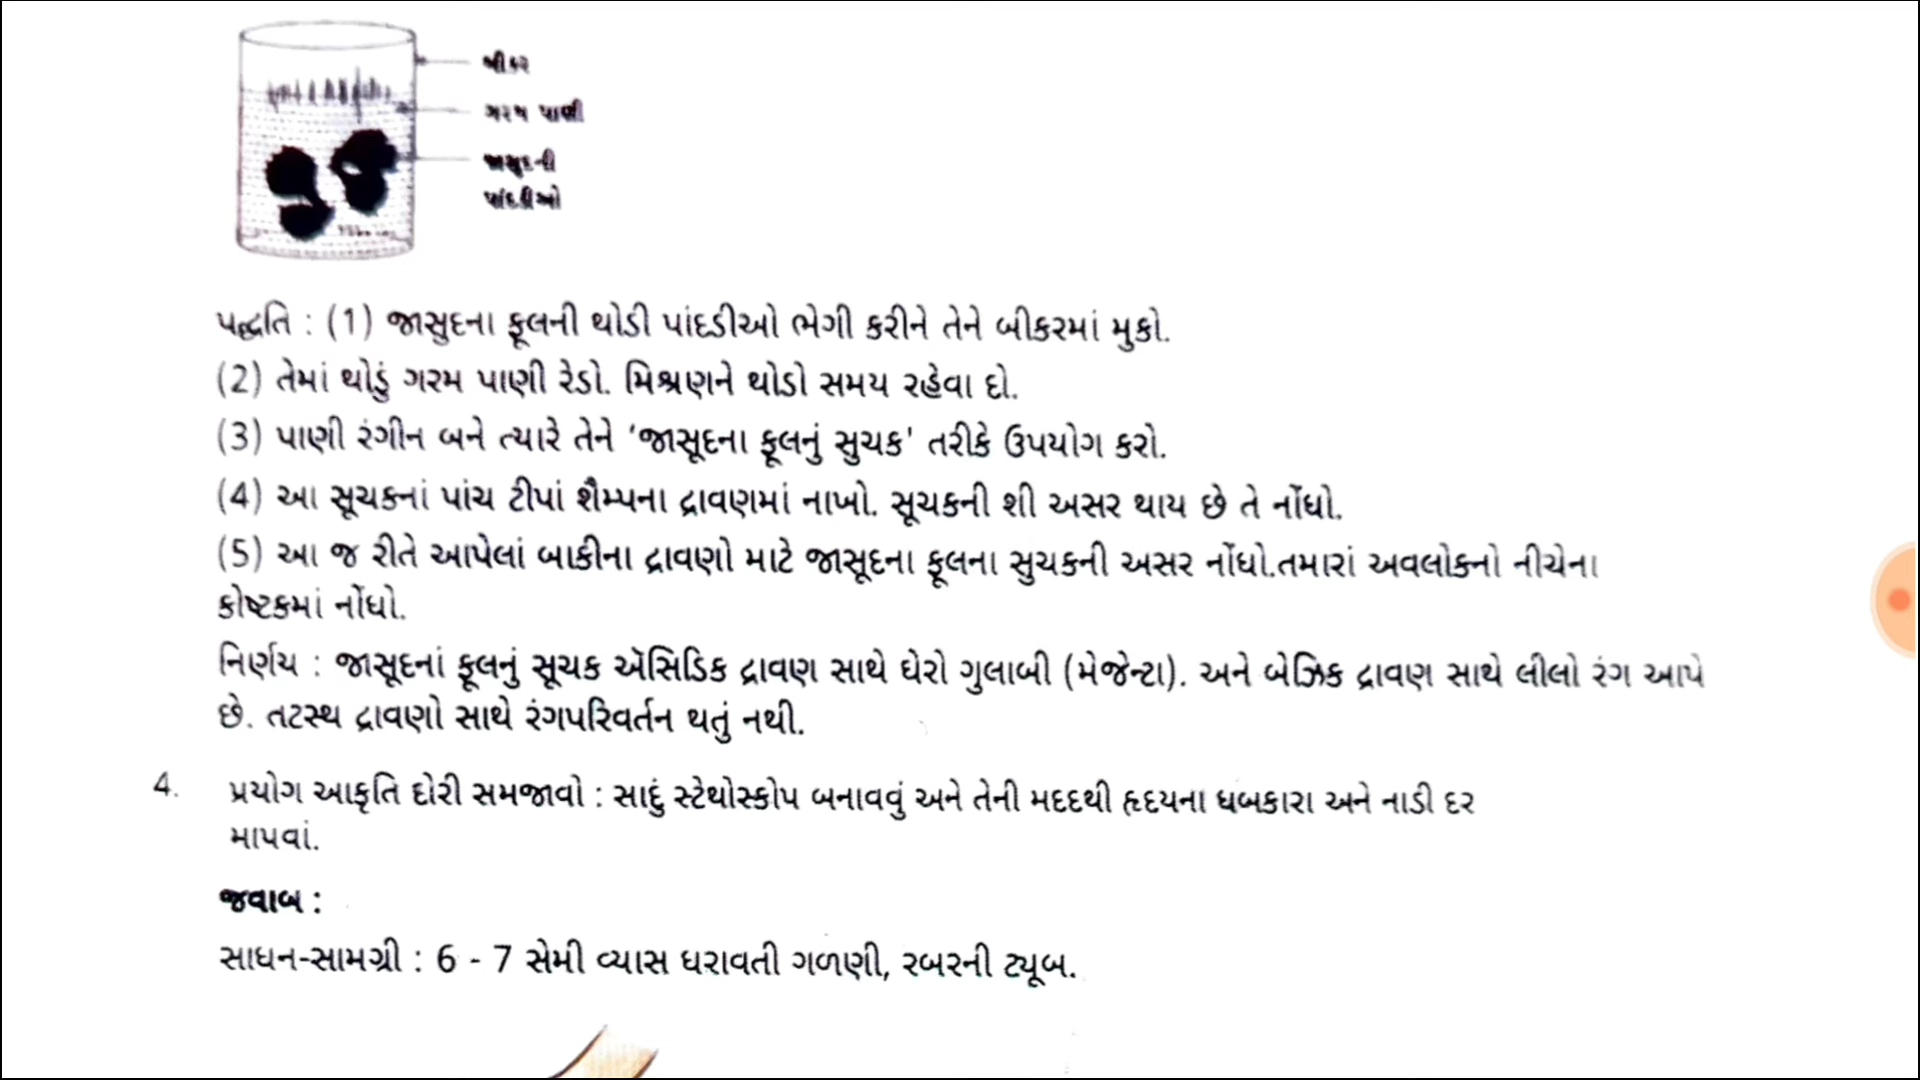 બીકર
ગરમ પાણી
જાસુદની
પાંદડીઓ
પદ્ધતિ : (1) જાસુદના ફૂલની થોડી પાંદડીઓ ભેગી કરીને તેને બીકરમાં મુકો.
(2) તેમાં થોડું ગરમ પાણી રેડો. મિશ્રણને થોડો સમય રહેવા દો.
(3) પાણી રંગીન બને ત્યારે તેને 'જાસૂદના ફૂલનું સુચક' તરીકે ઉપયોગ કરો.
(4) આ સૂચકનાં પાંચ ટીપાં શૈમ્પના દ્રાવણમાં નાખો. સૂચકની શી અસર થાય છે તે નોંધો.
(5) આ જ રીતે આપેલાં બાકીના દ્રાવણો માટે જાસૂદના ફૂલના સુચકની અસર નોંધો.તમારાં અવલોકનો નીચેના
કોષ્ટકમાં નોંધો.
નિર્ણય : જાસૂદનાં ફૂલનું સૂચક ઍસિડિક દ્રાવણ સાથે ઘેરો ગુલાબી (મેજેન્ટા). અને બેઝિક દ્રાવણ સાથે લીલો રંગ આપે
છે. તટસ્થ દ્રાવણો સાથે રંગપરિવર્તન થતું નથી.
4. પ્રયોગ આકૃતિ દોરી સમજાવો : સાદું સ્ટેથોસ્કોપ બનાવવું અને તેની મદદથી હૃદયના ધબકારા અને નાડી દર
માપવાં.
જવાબ :
સાધન-સામગ્રી : 6 - 7 સેમી વ્યાસ ધરાવતી ગળણી, રબરની ટ્યૂબ.